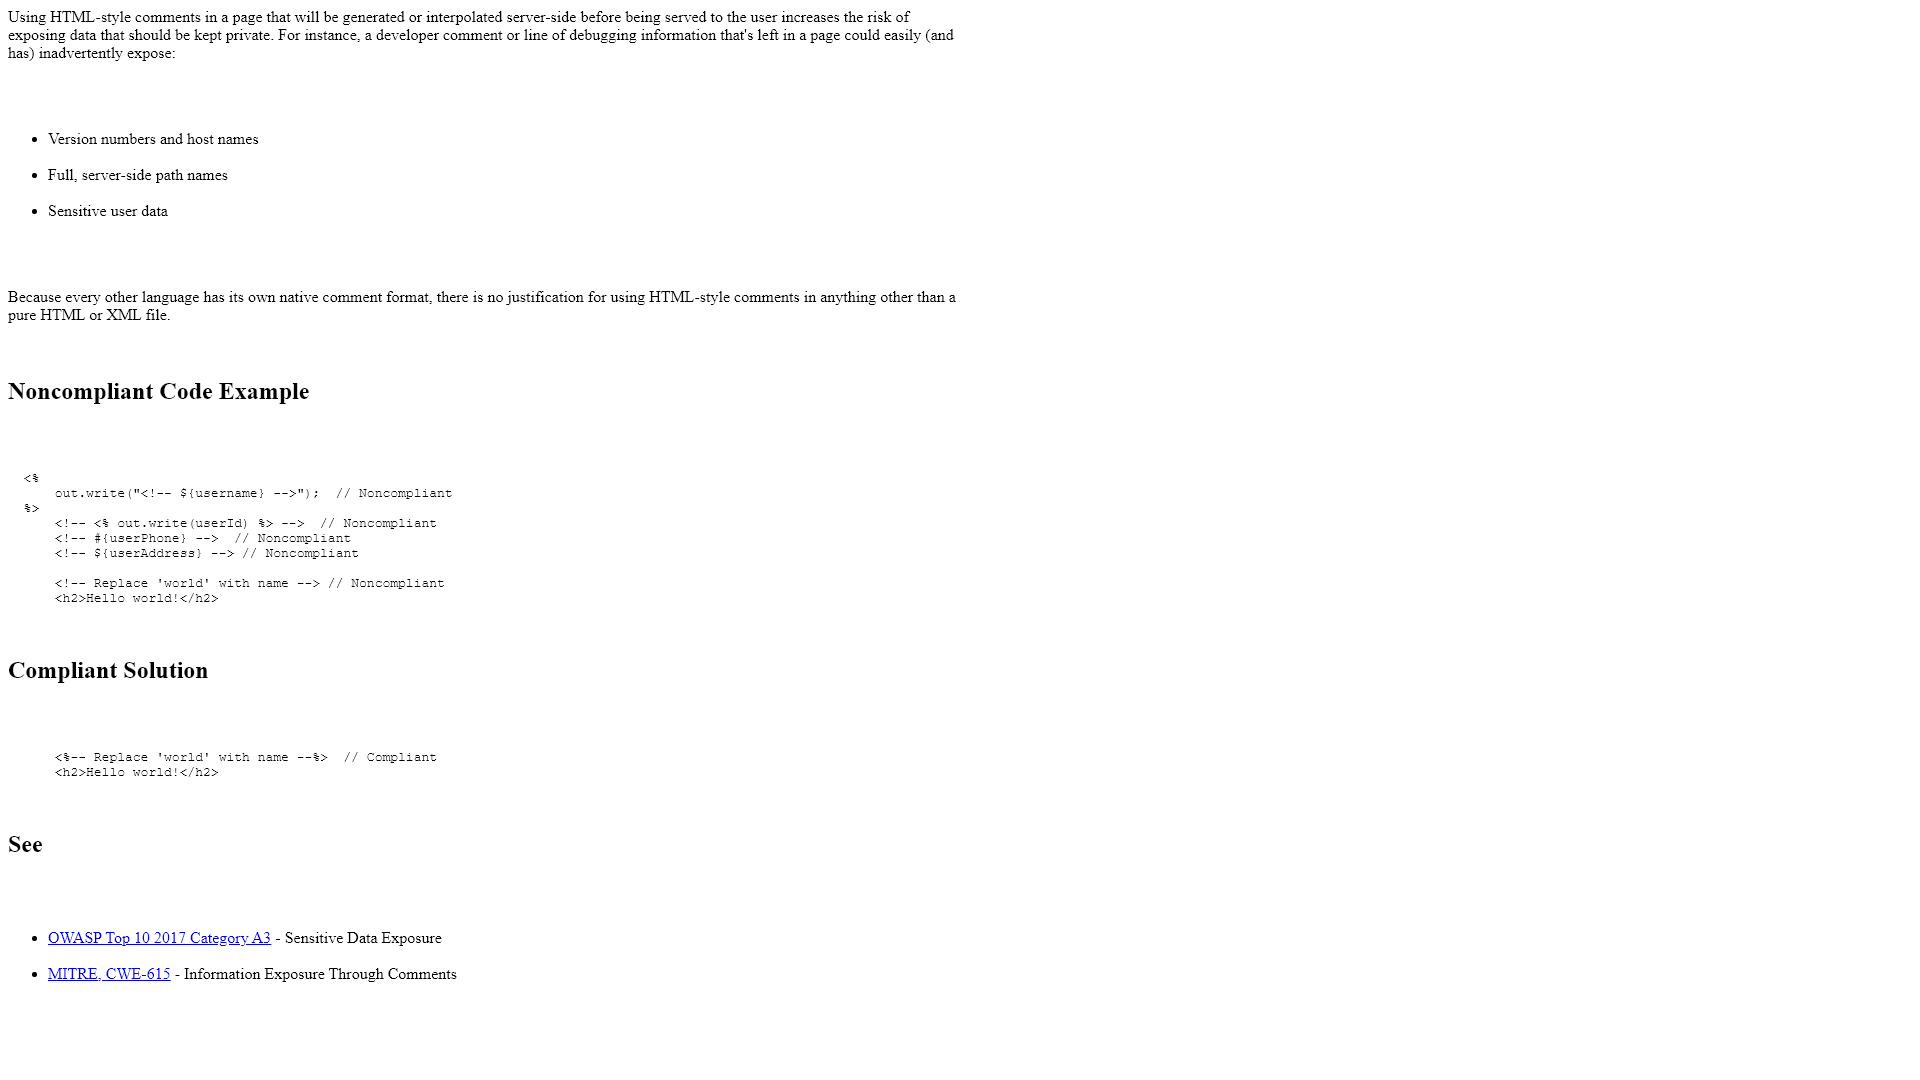 Using HTML-style comments in a page that will be generated or interpolated server-side before being served to the user increases the risk of
exposing data that should be kept private. For instance, a developer comment or line of debugging information that's left in a page could easily (and
has) inadvertently expose:
• Version numbers and host names
• Full, server-side path names
• Sensitive user data
Because every other language has its own native comment format, there is no justification for using HTML-style comments in anything other than a
pure HTML or XML file.
Noncompliant Code Example
<%
    out.write("<!-- ${username} -->");  // Noncompliant
%>
    <!-- <% out.write(userId) %> -->  // Noncompliant
    <!-- #{userPhone} -->  // Noncompliant
    <!-- ${userAddress} --> // Noncompliant
    <!-- Replace 'world' with name --> // Noncompliant
    <h2>Hello world!</h2>
Compliant Solution
    <%-- Replace 'world' with name --%>  // Compliant
    <h2>Hello world!</h2>
See
• OWASP Top 10 2017 Category A3 - Sensitive Data Exposure
• MITRE, CWE-615 - Information Exposure Through Comments